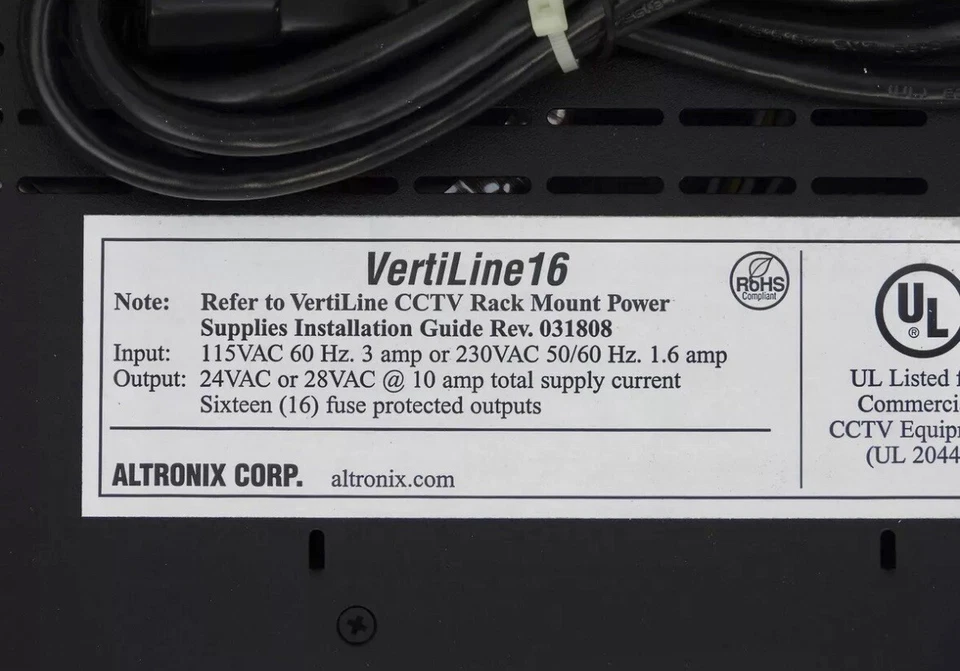 VertiLine16
RoHS
Compliant
Note: Refer to VertiLine CCTV Rack Mount Power
Supplies Installation Guide Rev. 031808
Input: 115VAC 60 Hz. 3 amp or 230VAC 50/60 Hz. 1.6 amp
Output: 24VAC or 28VAC @ 10 amp total supply current
Sixteen (16) fuse protected outputs
ALTRONIX CORP. altronix.com
UL
®
UL Listed f
Commerci
CCTV Equip
(UL 2044